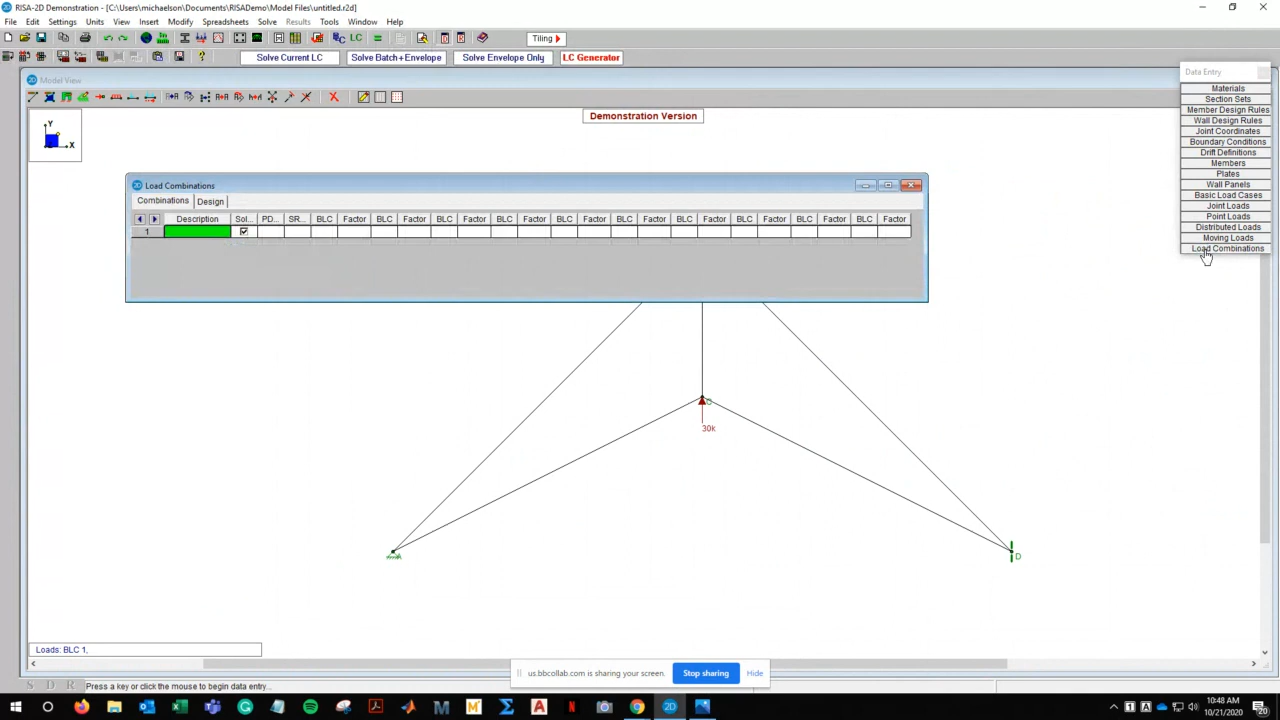 RISA-2D Demonstration - [C:\Users\michaelson\Documents\RISADemo\Model Files\untitled.r2d]
File Edit Settings Units View Insert Modify Spreadsheets Solve Results Tools Window Help
LC
Tiling
Solve Current LC Solve Batch+Envelope Solve Envelope Only LC Generator
Model View
Data Entry
Materials
Section Sets
Member Design Rules
Wall Design Rules
Joint Coordinates
Boundary Conditions
Drift Definitions
Members
Plates
Wall Panels
Basic Load Cases
Joint Loads
Point Loads
Distributed Loads
Moving Loads
Load Combinations
Demonstration Version
Y
X
Load Combinations
Combinations Design
Description Sol... PD... SR... BLC Factor BLC Factor BLC Factor BLC Factor BLC Factor BLC Factor BLC Factor BLC Factor BLC Factor BLC Factor
1
30k
D
Loads: BLC 1,
us.bbcollab.com is sharing your screen. Stop sharing Hide
S D R Press a key or click the mouse to begin data entry...
10:48 AM
10/21/2020
20